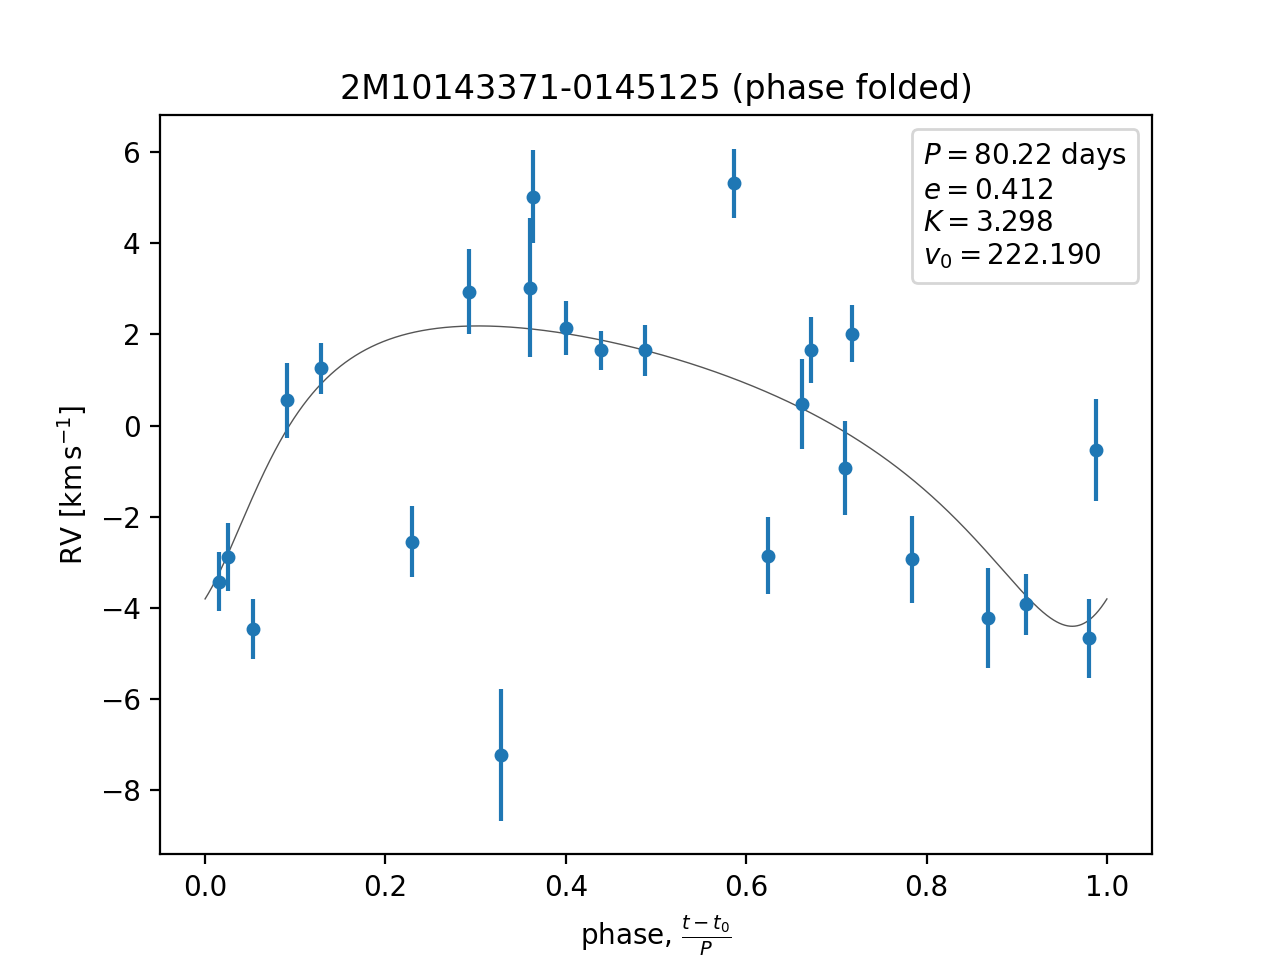 2M10143371-0145125 (phase folded)
P = 80.22 days
e = 0.412
K = 3.298
v₀ = 222.190
6
4
2
0
−2
−4
−6
−8
RV [km s⁻¹]
0.0 0.2 0.4 0.6 0.8 1.0
phase, (t − t₀)/P